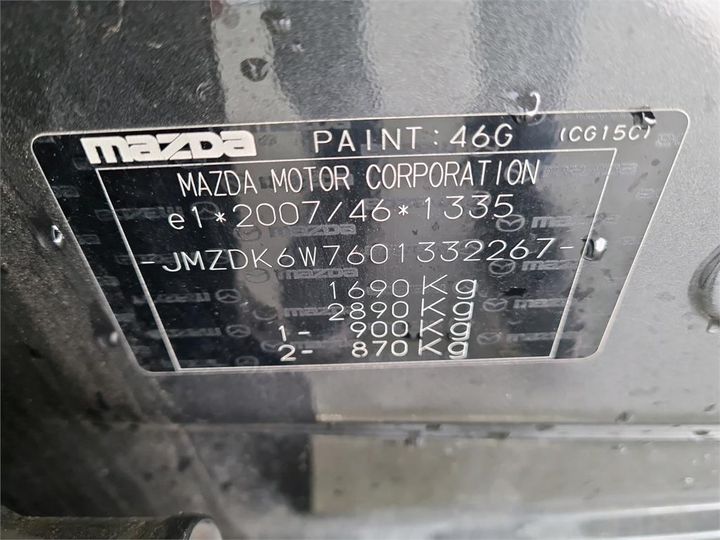 mazda PAINT: 46G (CG15C)
MAZDA MOTOR CORPORATION
e1*2007/46*1335
-JMZDK6W7601332267-
1690Kg
2890Kg
1- 900Kg
2- 870Kg